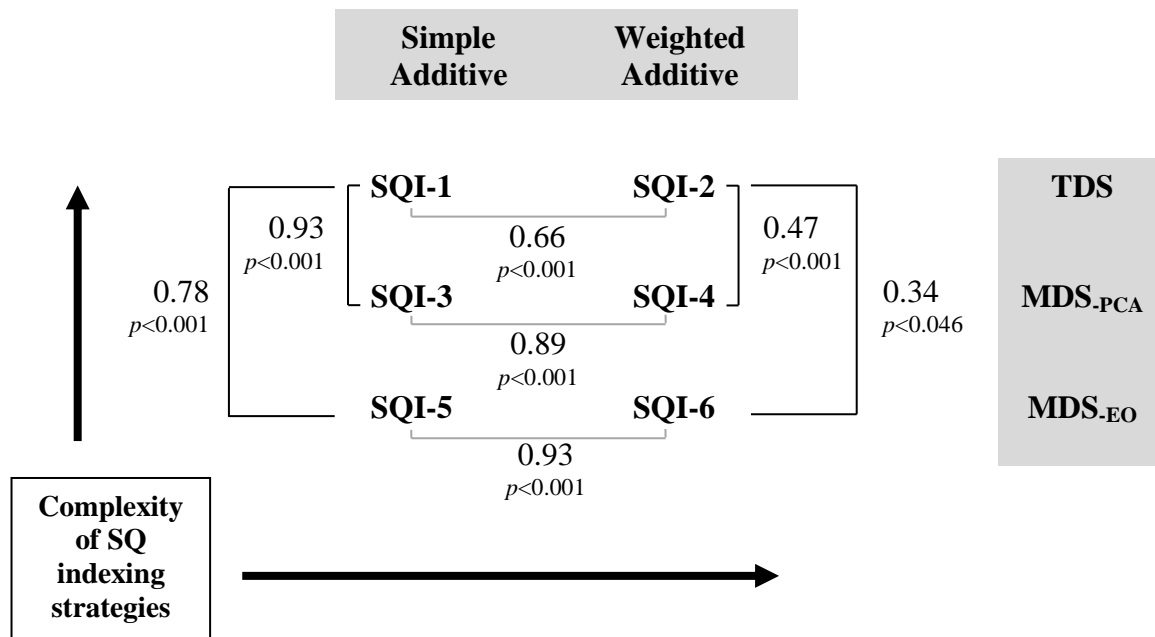 Simple Weighted
Additive Additive
SQI-1 SQI-2 TDS
0.93 0.66 0.47
p<0.001 p<0.001 p<0.001
0.78 SQI-3 SQI-4 0.34 MDS-PCA
p<0.001 p<0.046
0.89
p<0.001
SQI-5 SQI-6 MDS-EO
0.93
p<0.001
Complexity
of SQ
indexing
strategies